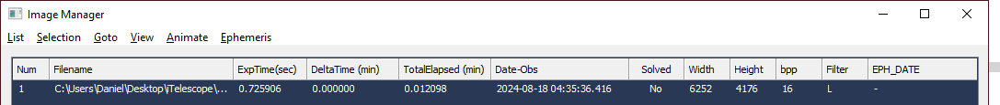 Image Manager
List Selection Goto View Animate Ephemeris
Num Filename ExpTime(sec) DeltaTime (min) TotalElapsed (min) Date-Obs Solved Width Height bpp Filter EPH_DATE
1 C:\Users\Daniel\Desktop\iTelescope\... 0.725906 0.000000 0.012098 2024-08-18 04:35:36.416 No 6252 4176 16 L -